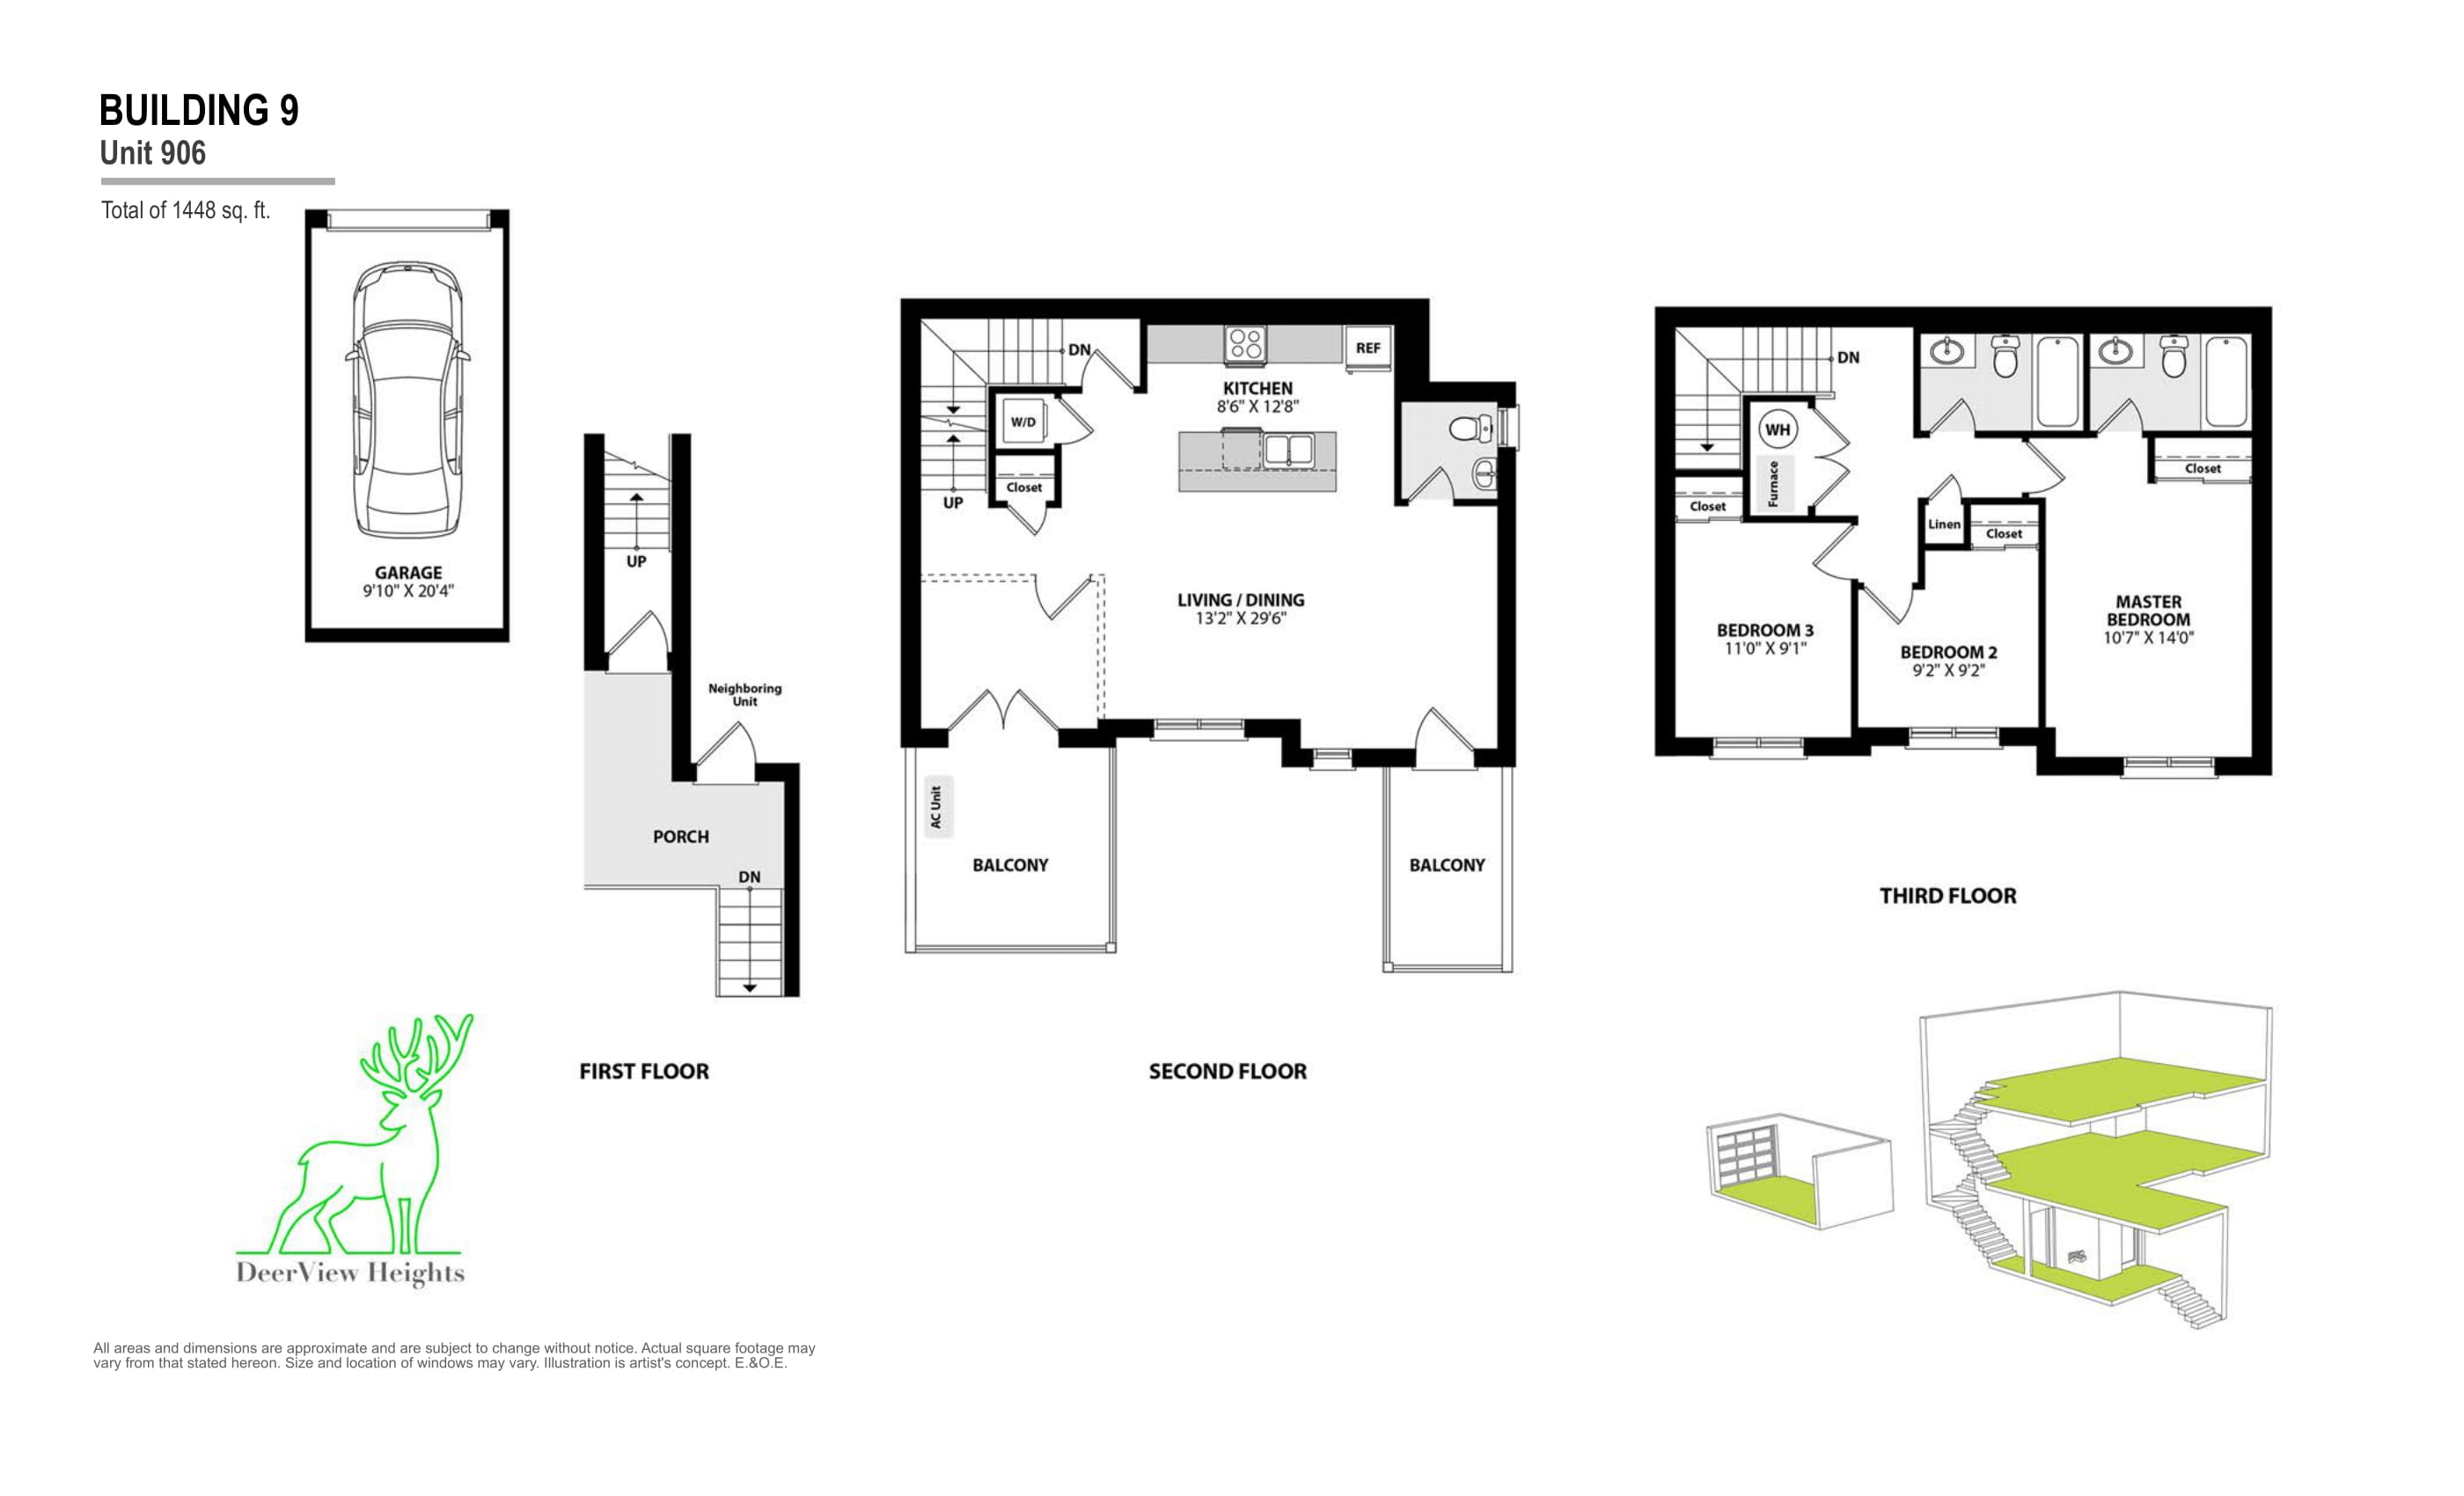 BUILDING 9
Unit 906
Total of 1448 sq. ft.
GARAGE
9'10" X 20'4"
UP
Neighboring
Unit
PORCH
DN
FIRST FLOOR
DN
REF
KITCHEN
8'6" X 12'8"
W/D
Closet
UP
LIVING / DINING
13'2" X 29'6"
AC Unit
BALCONY
BALCONY
SECOND FLOOR
DN
WH
Furnace
Closet
Closet
Linen
Closet
MASTER
BEDROOM
10'7" X 14'0"
BEDROOM 3
11'0" X 9'1"
BEDROOM 2
9'2" X 9'2"
THIRD FLOOR
DeerView Heights
All areas and dimensions are approximate and are subject to change without notice. Actual square footage may
vary from that stated hereon. Size and location of windows may vary. Illustration is artist's concept. E.&O.E.